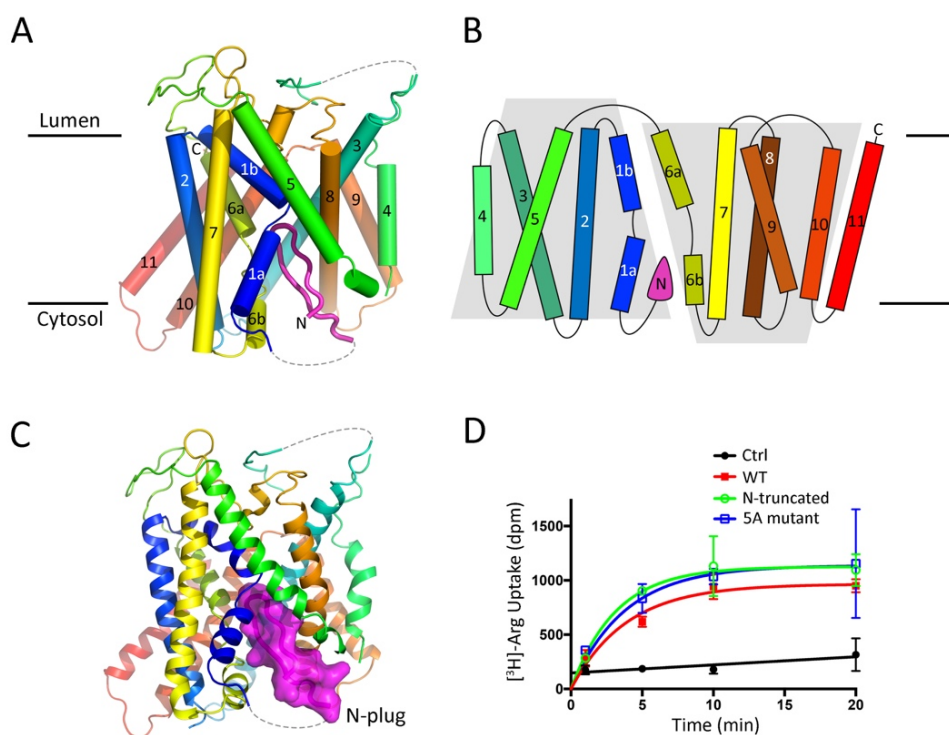 A
Lumen
Cytosol
C
2
1b
5
3
6a
8
9
4
7
1a
11
10
6b
N
B
C
1b
6a
8
3
4
5
2
7
9
10
11
1a
6b
N
C
N-plug
D
Ctrl
WT
N-truncated
5A mutant
[³H]-Arg Uptake (dpm)
1500
1000
500
0
0
5
10
15
20
Time (min)